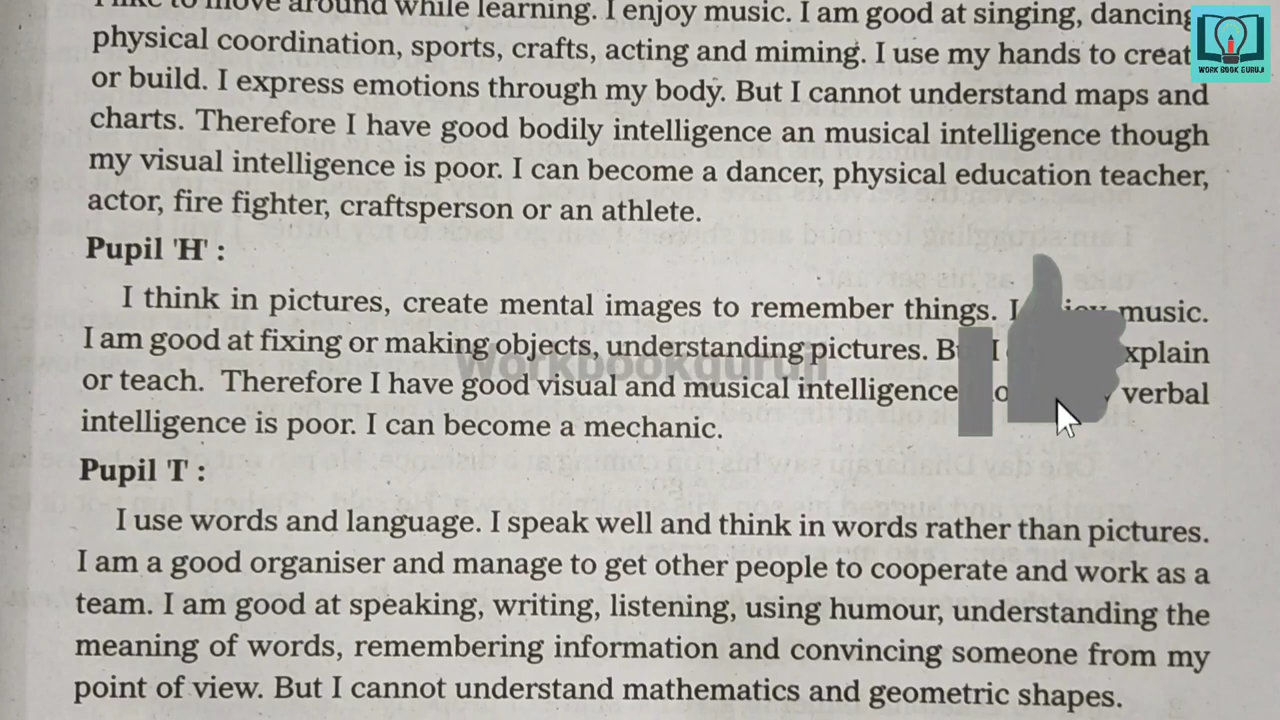 I like to move around while learning. I enjoy music. I am good at singing, dancing
physical coordination, sports, crafts, acting and miming. I use my hands to creat
or build. I express emotions through my body. But I cannot understand maps and
charts. Therefore I have good bodily intelligence an musical intelligence though
my visual intelligence is poor. I can become a dancer, physical education teacher,
actor, fire fighter, craftsperson or an athlete.
Pupil 'H' :
I think in pictures, create mental images to remember things. I music.
I am good at fixing or making objects, understanding pictures. I
or teach. Therefore I have good visual and musical intelligence verbal
intelligence is poor. I can become a mechanic.
Pupil 'I' :
I use words and language. I speak well and think in words rather than pictures.
I am a good organiser and manage to get other people to cooperate and work as a
team. I am good at speaking, writing, listening, using humour, understanding the
meaning of words, remembering information and convincing someone from my
point of view. But I cannot understand mathematics and geometric shapes.
WORK BOOK GURUJI
Workbookguruji